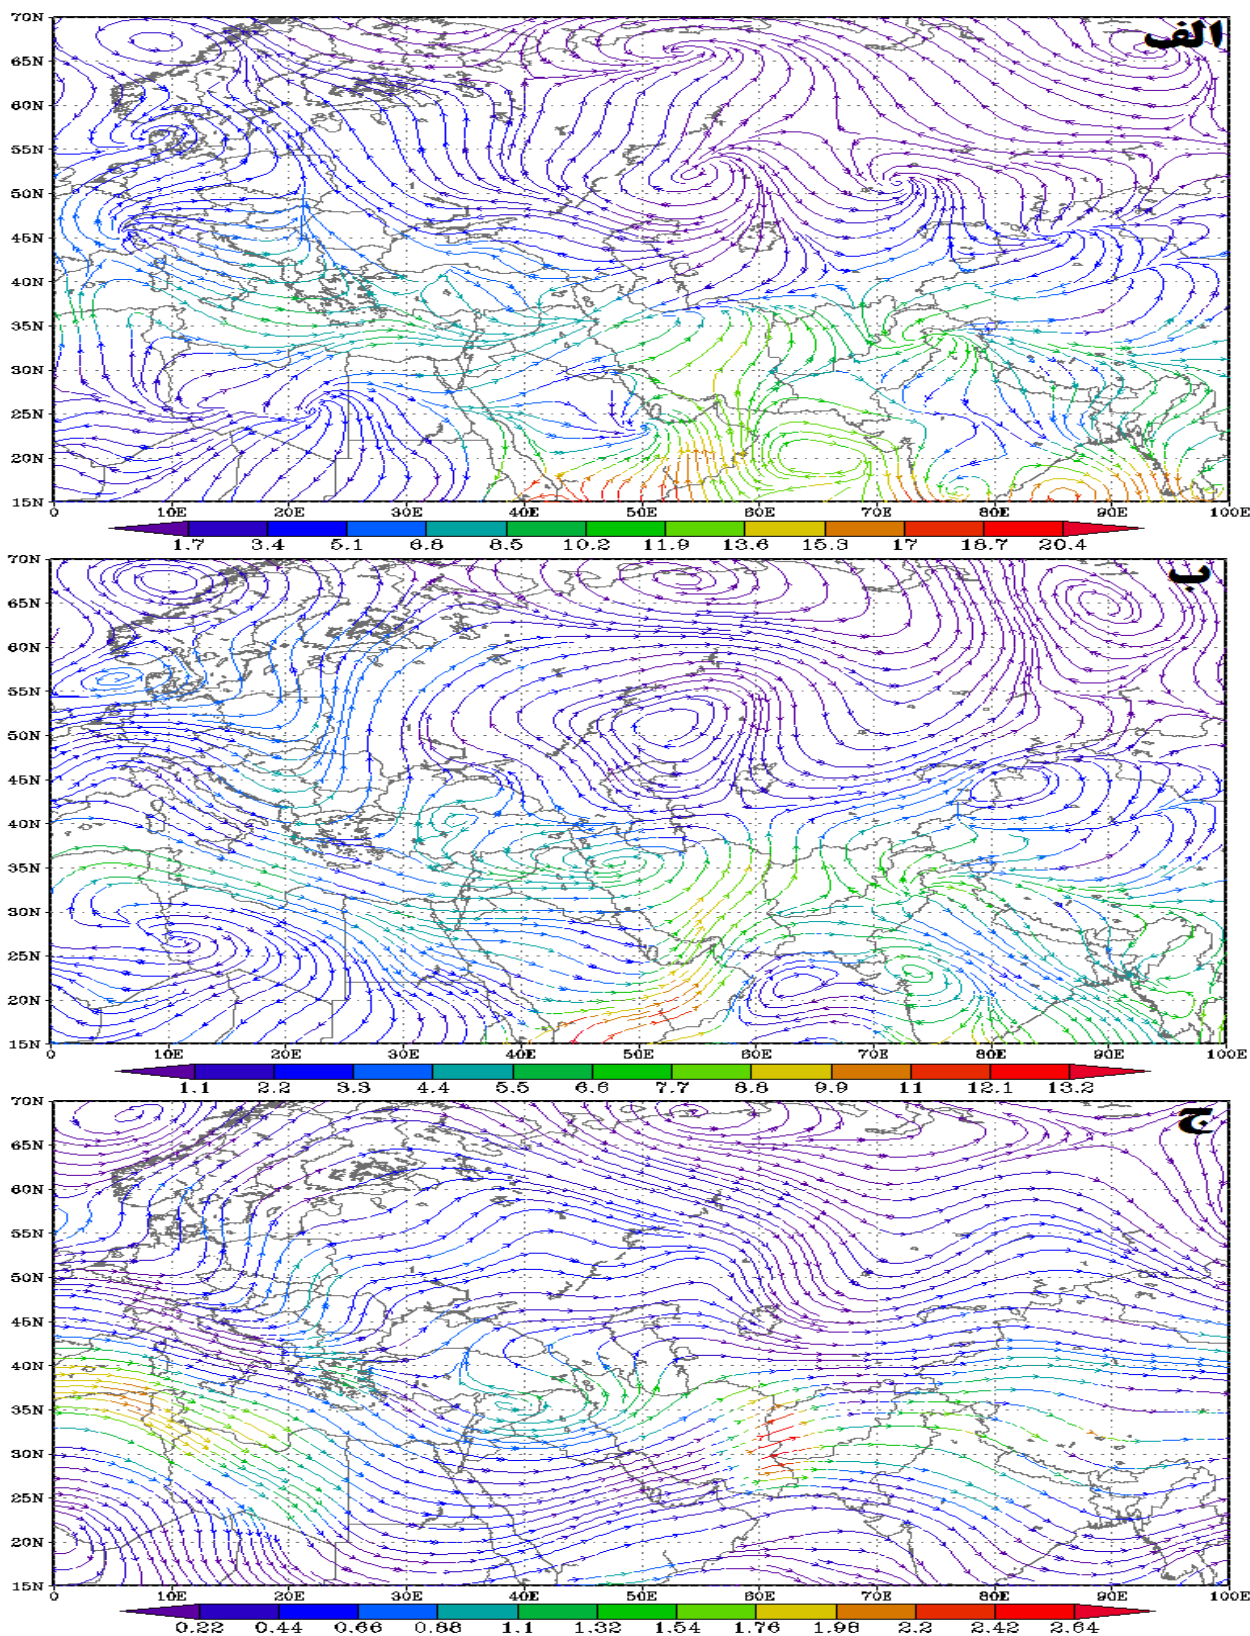 الف
70N
65N
60N
55N
50N
45N
40N
35N
30N
25N
20N
15N
0 10E 20E 30E 40E 50E 60E 70E 80E 90E 100E
1.7 3.4 5.1 6.8 8.5 10.2 11.9 13.6 15.3 17 18.7 20.4
ب
70N
65N
60N
55N
50N
45N
40N
35N
30N
25N
20N
15N
0 10E 20E 30E 40E 50E 60E 70E 80E 90E 100E
1.1 2.2 3.3 4.4 5.5 6.6 7.7 8.8 9.9 11 12.1 13.2
ج
70N
65N
60N
55N
50N
45N
40N
35N
30N
25N
20N
15N
0 10E 20E 30E 40E 50E 60E 70E 80E 90E 100E
0.22 0.44 0.66 0.88 1.1 1.32 1.54 1.76 1.98 2.2 2.42 2.64